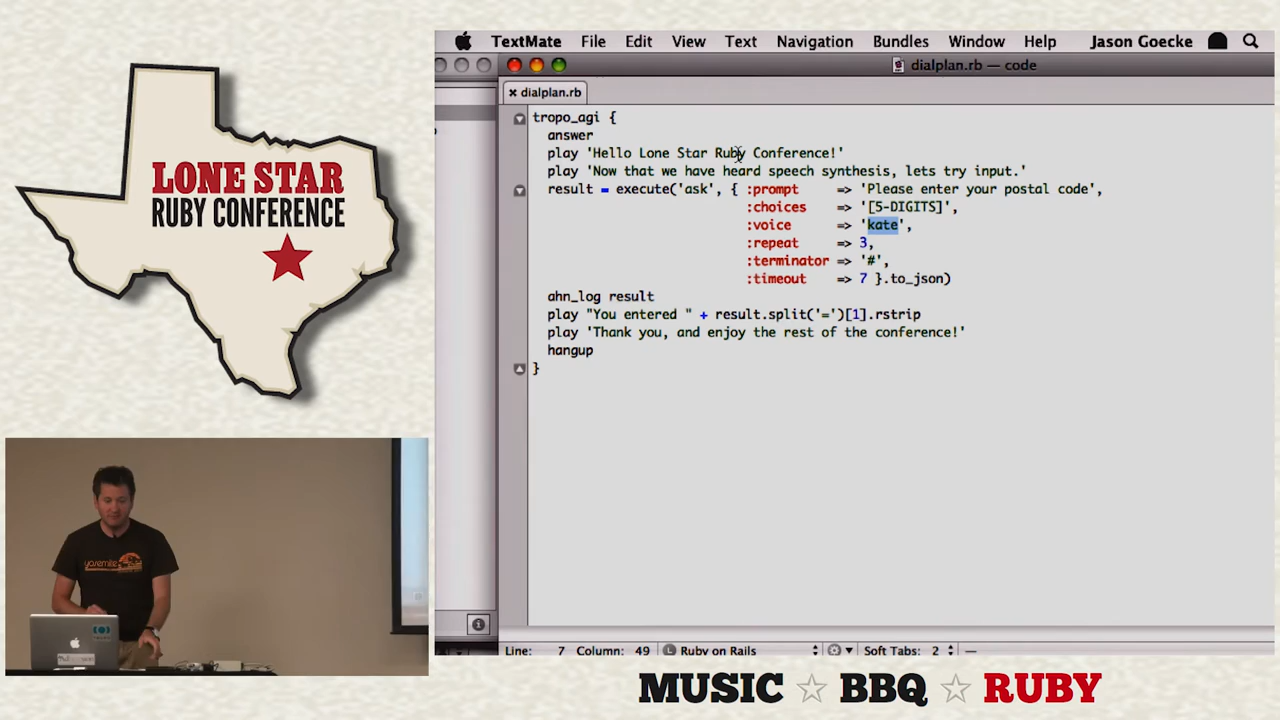 LONE STAR
RUBY CONFERENCE
TextMate File Edit View Text Navigation Bundles Window Help Jason Goecke
dialplan.rb — code
dialplan.rb
tropo_agi {
answer
play 'Hello Lone Star Ruby Conference!'
play 'Now that we have heard speech synthesis, lets try input.'
result = execute('ask', { :prompt => 'Please enter your postal code',
:choices => '[5-DIGITS]',
:voice => 'kate',
:repeat => 3,
:terminator => '#',
:timeout => 7 }.to_json)
ahn_log result
play "You entered " + result.split('=')[1].rstrip
play 'Thank you, and enjoy the rest of the conference!'
hangup
}
Line: 7 Column: 49 Ruby on Rails Soft Tabs: 2 —
yosemite
MUSIC ☆ BBQ ☆ RUBY